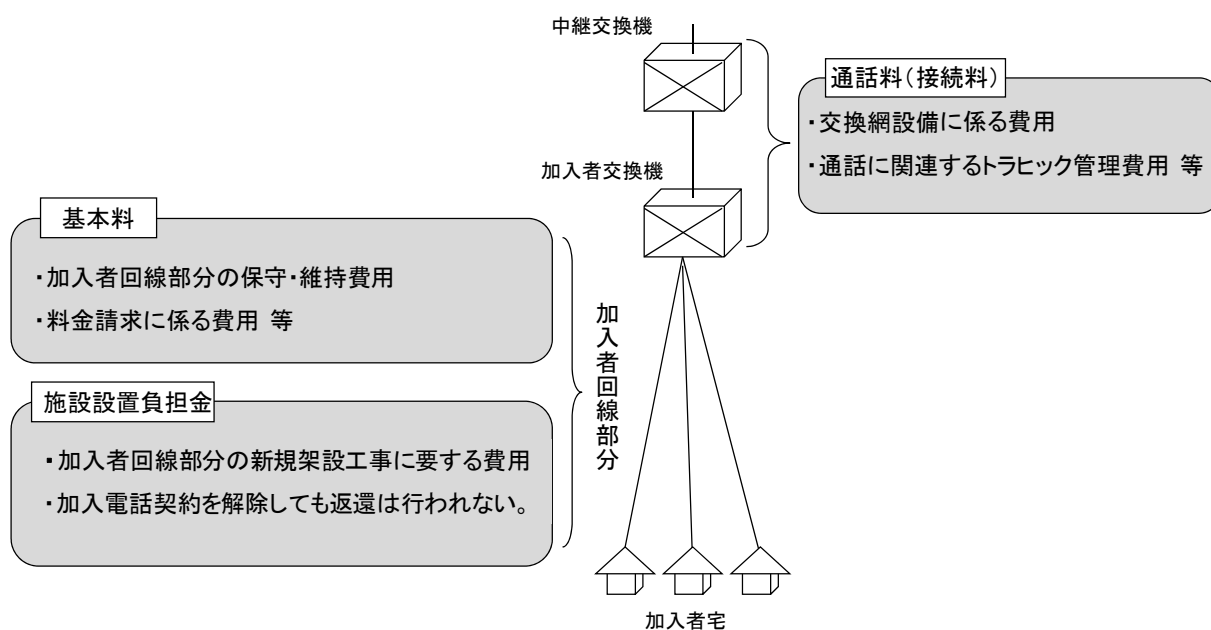 中継交換機
通話料(接続料)
・交換網設備に係る費用
・通話に関連するトラヒック管理費用 等
加入者交換機
基本料
・加入者回線部分の保守・維持費用
・料金請求に係る費用 等
加入者回線部分
施設設置負担金
・加入者回線部分の新規架設工事に要する費用
・加入電話契約を解除しても返還は行われない。
加入者宅